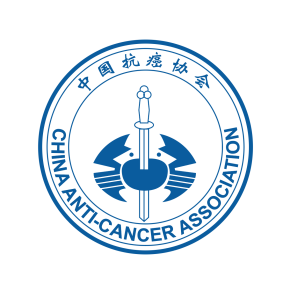 中国抗癌协会
CHINA ANTI-CANCER ASSOCIATION